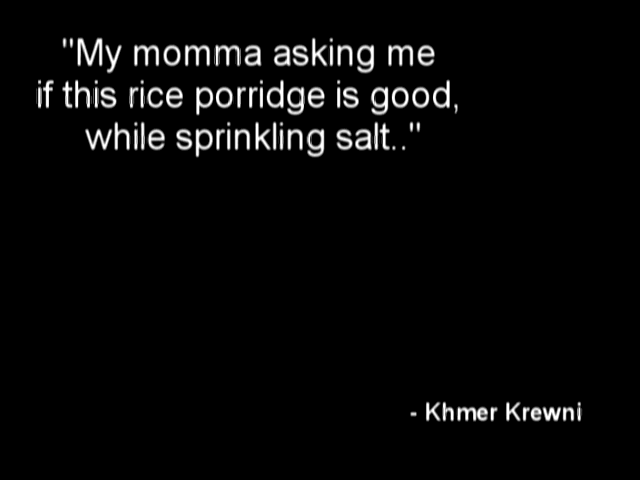 "My momma asking me
if this rice porridge is good,
while sprinkling salt.."
- Khmer Krewni